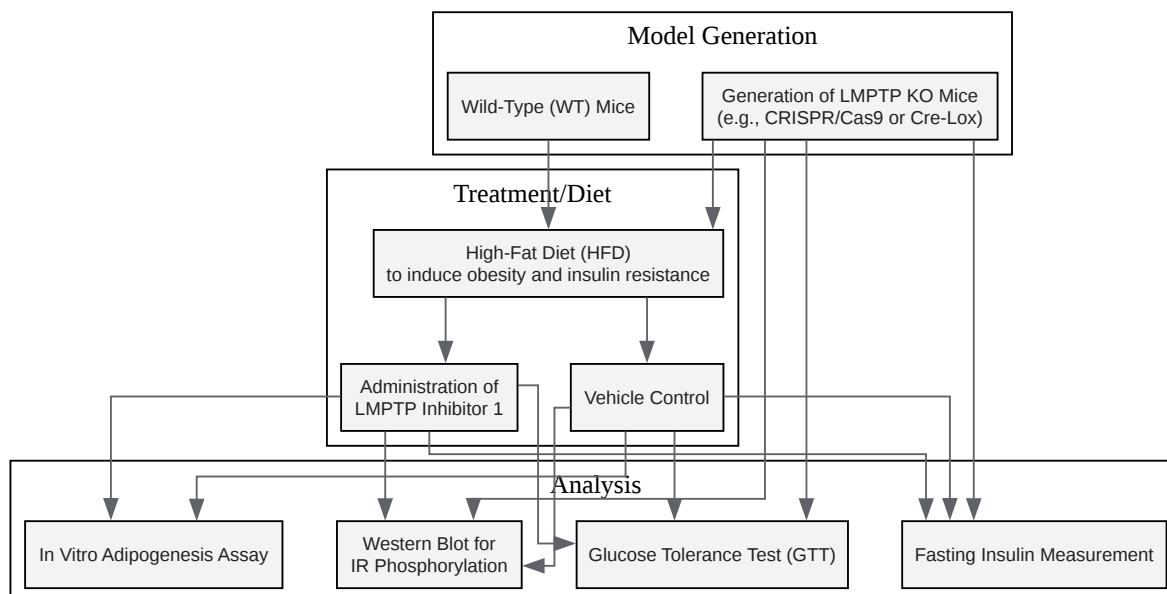 Model Generation
Wild-Type (WT) Mice
Generation of LMPTP KO Mice
(e.g., CRISPR/Cas9 or Cre-Lox)
Treatment/Diet
High-Fat Diet (HFD)
to induce obesity and insulin resistance
Administration of
LMPTP Inhibitor 1
Vehicle Control
Analysis
In Vitro Adipogenesis Assay
Western Blot for
IR Phosphorylation
Glucose Tolerance Test (GTT)
Fasting Insulin Measurement